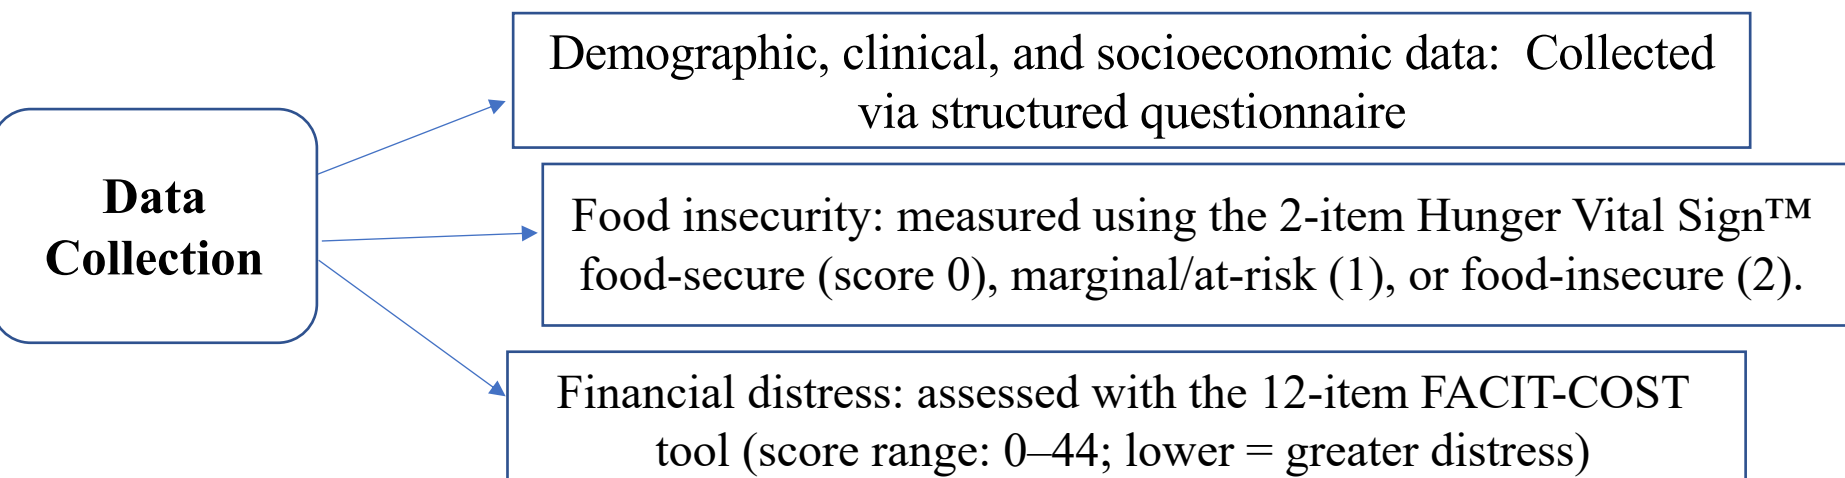 Data
Collection
Demographic, clinical, and socioeconomic data: Collected
via structured questionnaire
Food insecurity: measured using the 2-item Hunger Vital Sign™
food-secure (score 0), marginal/at-risk (1), or food-insecure (2).
Financial distress: assessed with the 12-item FACIT-COST
tool (score range: 0–44; lower = greater distress)